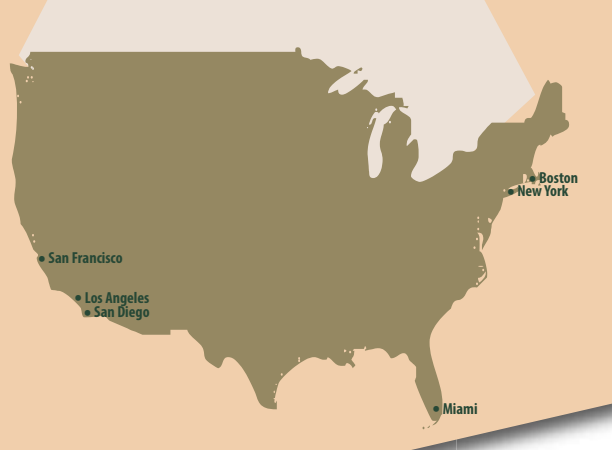 Boston
New York
San Francisco
Los Angeles
San Diego
Miami